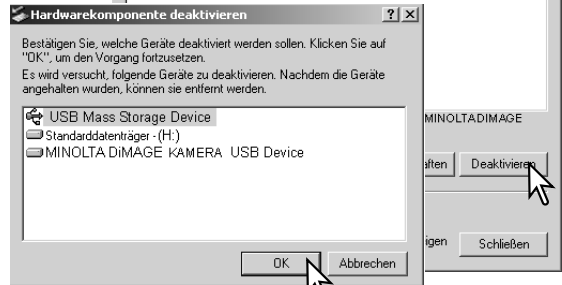 Hardwarekomponente deaktivieren
Bestätigen Sie, welche Geräte deaktiviert werden sollen. Klicken Sie auf
"OK", um den Vorgang fortzusetzen.
Es wird versucht, folgende Geräte zu deaktivieren. Nachdem die Geräte
angehalten wurden, können sie entfernt werden.
USB Mass Storage Device
Standarddatenträger - (H:)
MINOLTA DiMAGE KAMERA USB Device
OK
Abbrechen
MINOLTADIMAGE
aften
Deaktivieren
igen
Schließen